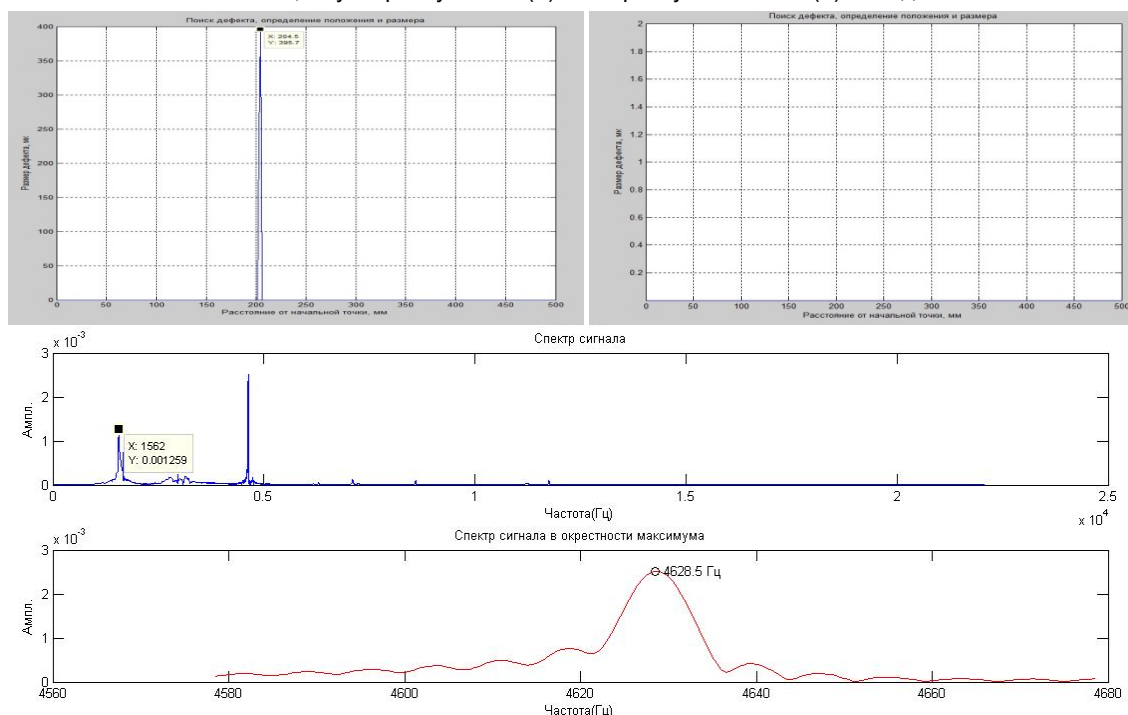 Поиск дефекта, определение положения и размера
400
350
300
250
200
150
100
50
0
Размер дефекта, мк
X: 204.5
Y: 395.7
0 50 100 150 200 250 300 350 400 450 500
Расстояние от начальной точки, мм
Поиск дефекта, определение положения и размера
2
1.8
1.6
1.4
1.2
1
0.8
0.6
0.4
0.2
Размер дефекта, мк
0 50 100 150 200 250 300 350 400 450 500
Расстояние от начальной точки, мм
Спектр сигнала
x 10⁻³
3
2
1
0
Ампл.
X: 1562
Y: 0.001259
0 0.5 1 1.5 2 2.5
x 10⁴
Частота(Гц)
Спектр сигнала в окрестности максимума
x 10⁻³
3
2
1
0
Ампл.
4628.5 Гц
4560 4580 4600 4620 4640 4660 4680
Частота(Гц)